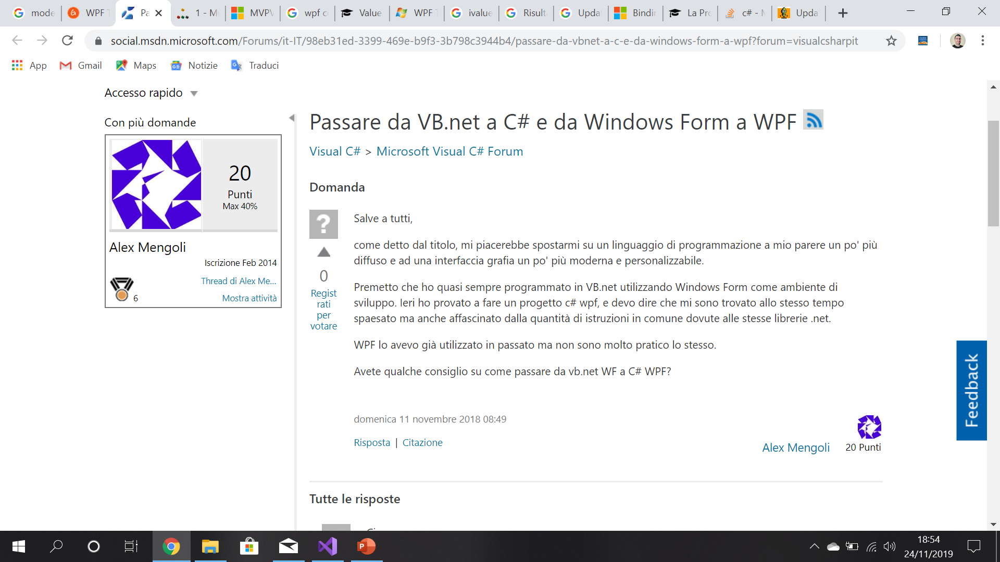 mode
WPF T
Pa
1 - M
MVPV
wpf c
Value
WPF T
ivalue
Risult
Updat
Bindin
La Pro
c# - M
Upda
social.msdn.microsoft.com/Forums/it-IT/98eb31ed-3399-469e-b9f3-3b798c3944b4/passare-da-vbnet-a-c-e-da-windows-form-a-wpf?forum=visualcsharpit
App
Gmail
Maps
Notizie
Traduci
Accesso rapido
Con più domande
20
Punti
Max 40%
Alex Mengoli
Iscrizione Feb 2014
Thread di Alex Me...
6
Mostra attività
Passare da VB.net a C# e da Windows Form a WPF
Visual C# > Microsoft Visual C# Forum
Domanda
?
0
Regist
rati
per
votare
Salve a tutti,
come detto dal titolo, mi piacerebbe spostarmi su un linguaggio di programmazione a mio parere un po' più
diffuso e ad una interfaccia grafia un po' più moderna e personalizzabile.
Premetto che ho quasi sempre programmato in VB.net utilizzando Windows Form come ambiente di
sviluppo. Ieri ho provato a fare un progetto c# wpf, e devo dire che mi sono trovato allo stesso tempo
spaesato ma anche affascinato dalla quantità di istruzioni in comune dovute alle stesse librerie .net.
WPF lo avevo già utilizzato in passato ma non sono molto pratico lo stesso.
Avete qualche consiglio su come passare da vb.net WF a C# WPF?
domenica 11 novembre 2018 08:49
Risposta | Citazione
Alex Mengoli
20 Punti
Feedback
Tutte le risposte
18:54
24/11/2019